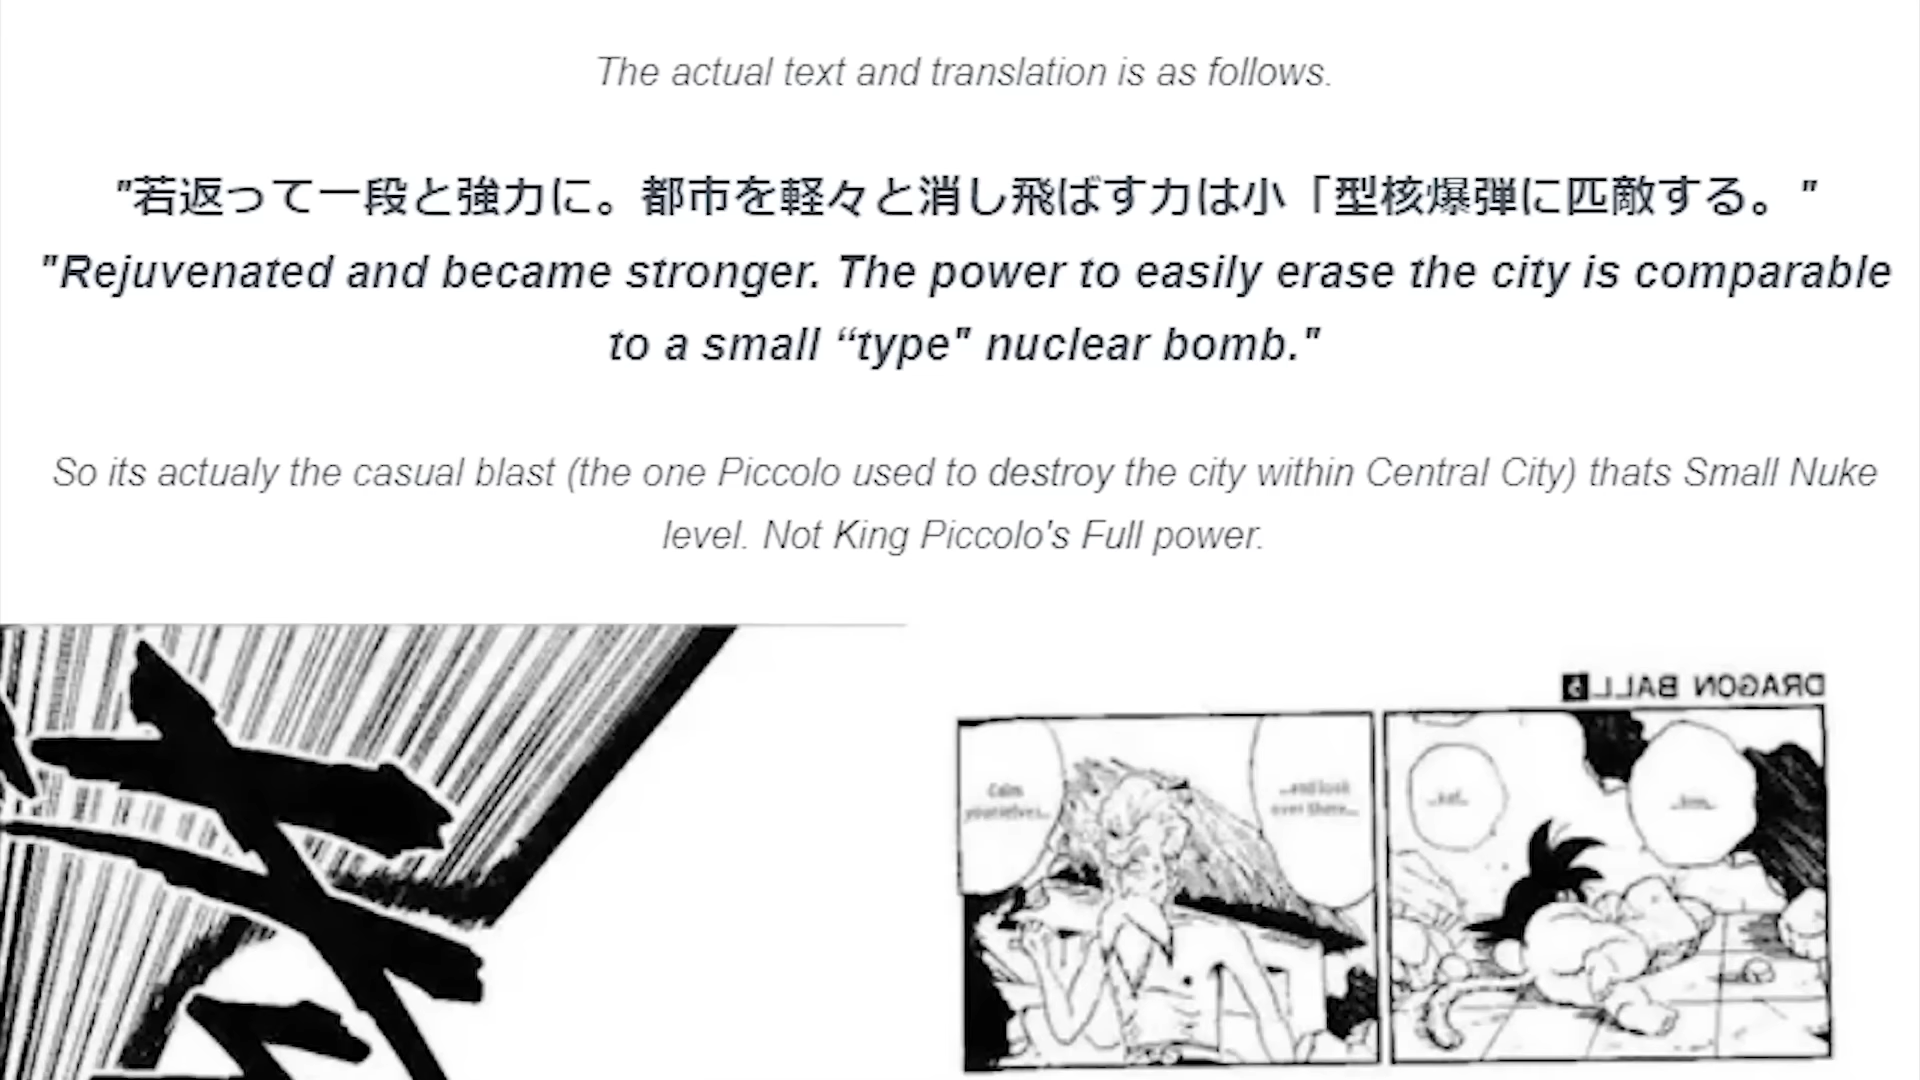 The actual text and translation is as follows.
"若返って一段と強力に。都市を軽々と消し飛ばす力は小「型核爆弾に匹敵する。"
"Rejuvenated and became stronger. The power to easily erase the city is comparable
to a small “type" nuclear bomb."
So its actualy the casual blast (the one Piccolo used to destroy the city within Central City) thats Small Nuke
level. Not King Piccolo's Full power.
DRAGON BALL
Calm
yourselves...
...and look
over there...